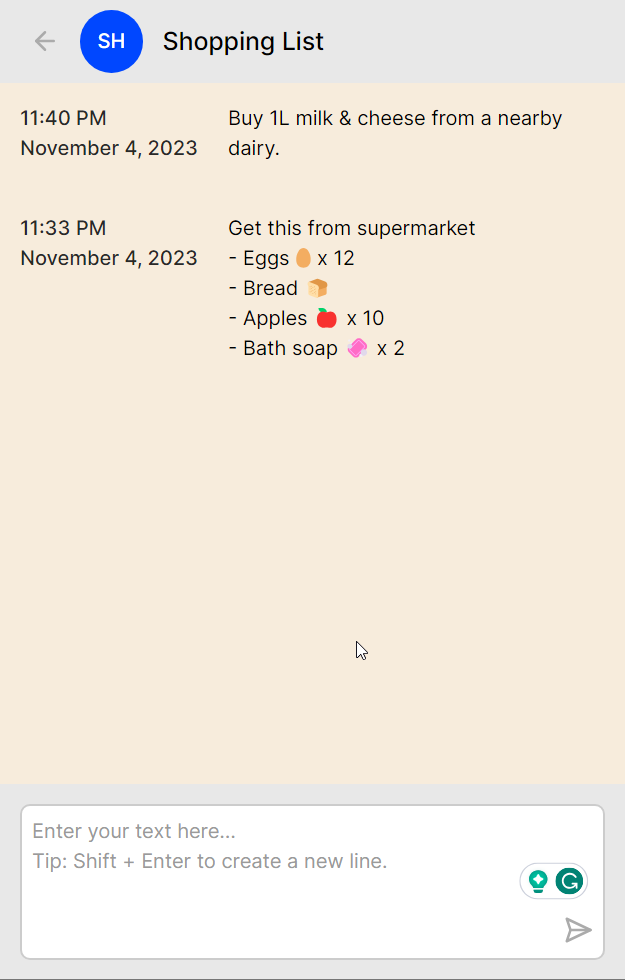 SH
Shopping List
11:40 PM
November 4, 2023
Buy 1L milk & cheese from a nearby
dairy.
11:33 PM
November 4, 2023
Get this from supermarket
- Eggs 🥚 x 12
- Bread 🍞
- Apples 🍎 x 10
- Bath soap 🧼 x 2
Enter your text here...
Tip: Shift + Enter to create a new line.